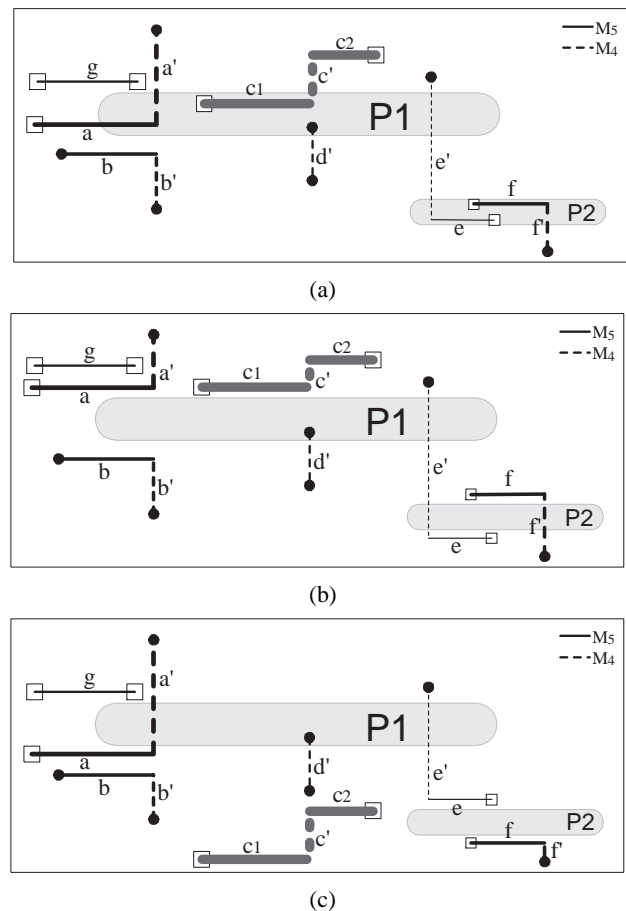 c2 M5
g a' M4
c'
c1
P1
a
d'
b e'
b' f
P2
e f'
(a)
M5
g c2 M4
a'
c1 c'
a
P1
b d'
e' f
b'
f' P2
e
(b)
M5
M4
g a'
P1
a d' e'
b b' c2 e
P2
c1 c' f
f'
(c)